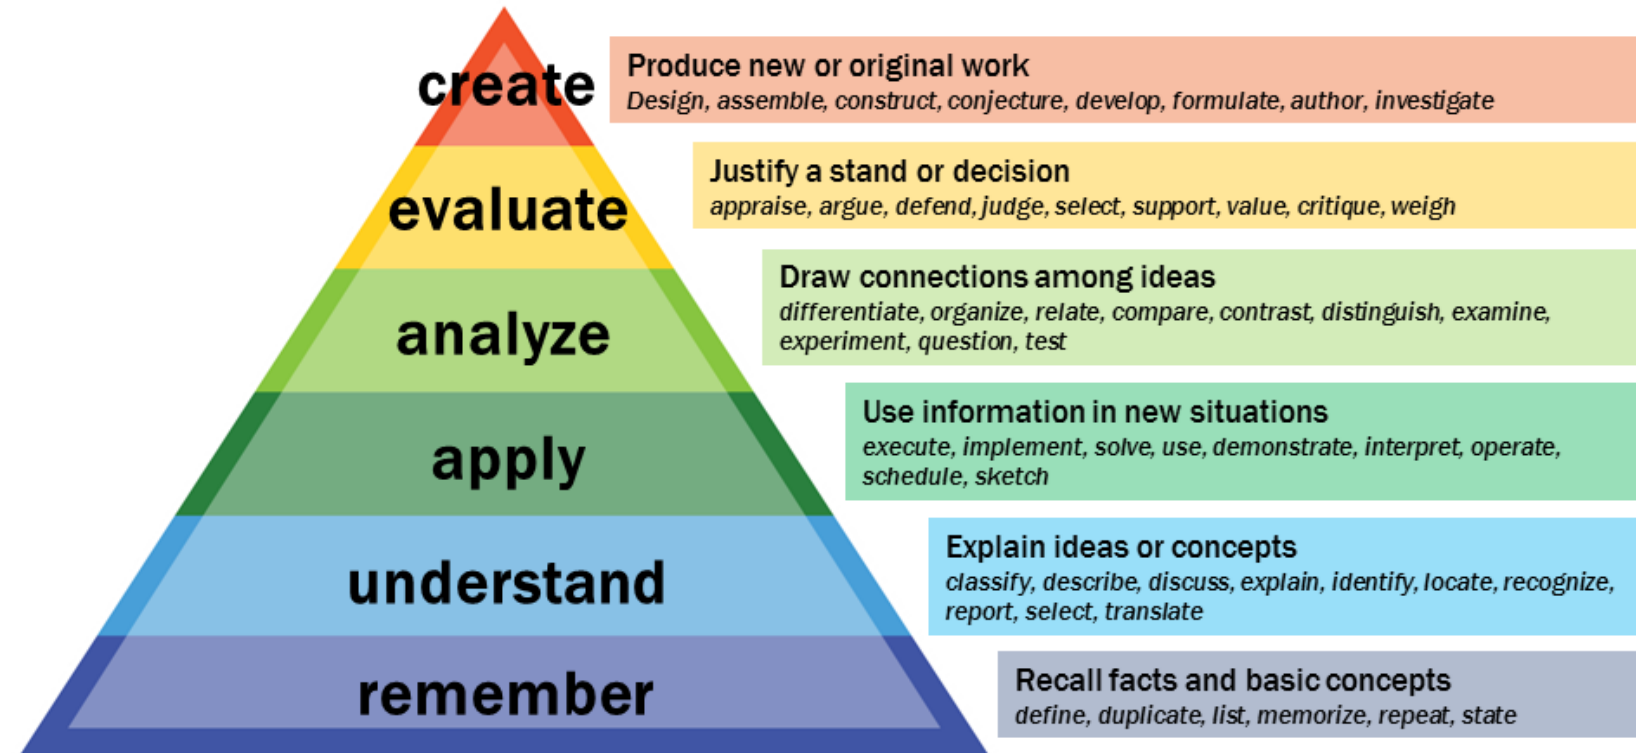 create
Produce new or original work
Design, assemble, construct, conjecture, develop, formulate, author, investigate
evaluate
Justify a stand or decision
appraise, argue, defend, judge, select, support, value, critique, weigh
analyze
Draw connections among ideas
differentiate, organize, relate, compare, contrast, distinguish, examine,
experiment, question, test
apply
Use information in new situations
execute, implement, solve, use, demonstrate, interpret, operate,
schedule, sketch
understand
Explain ideas or concepts
classify, describe, discuss, explain, identify, locate, recognize,
report, select, translate
remember
Recall facts and basic concepts
define, duplicate, list, memorize, repeat, state